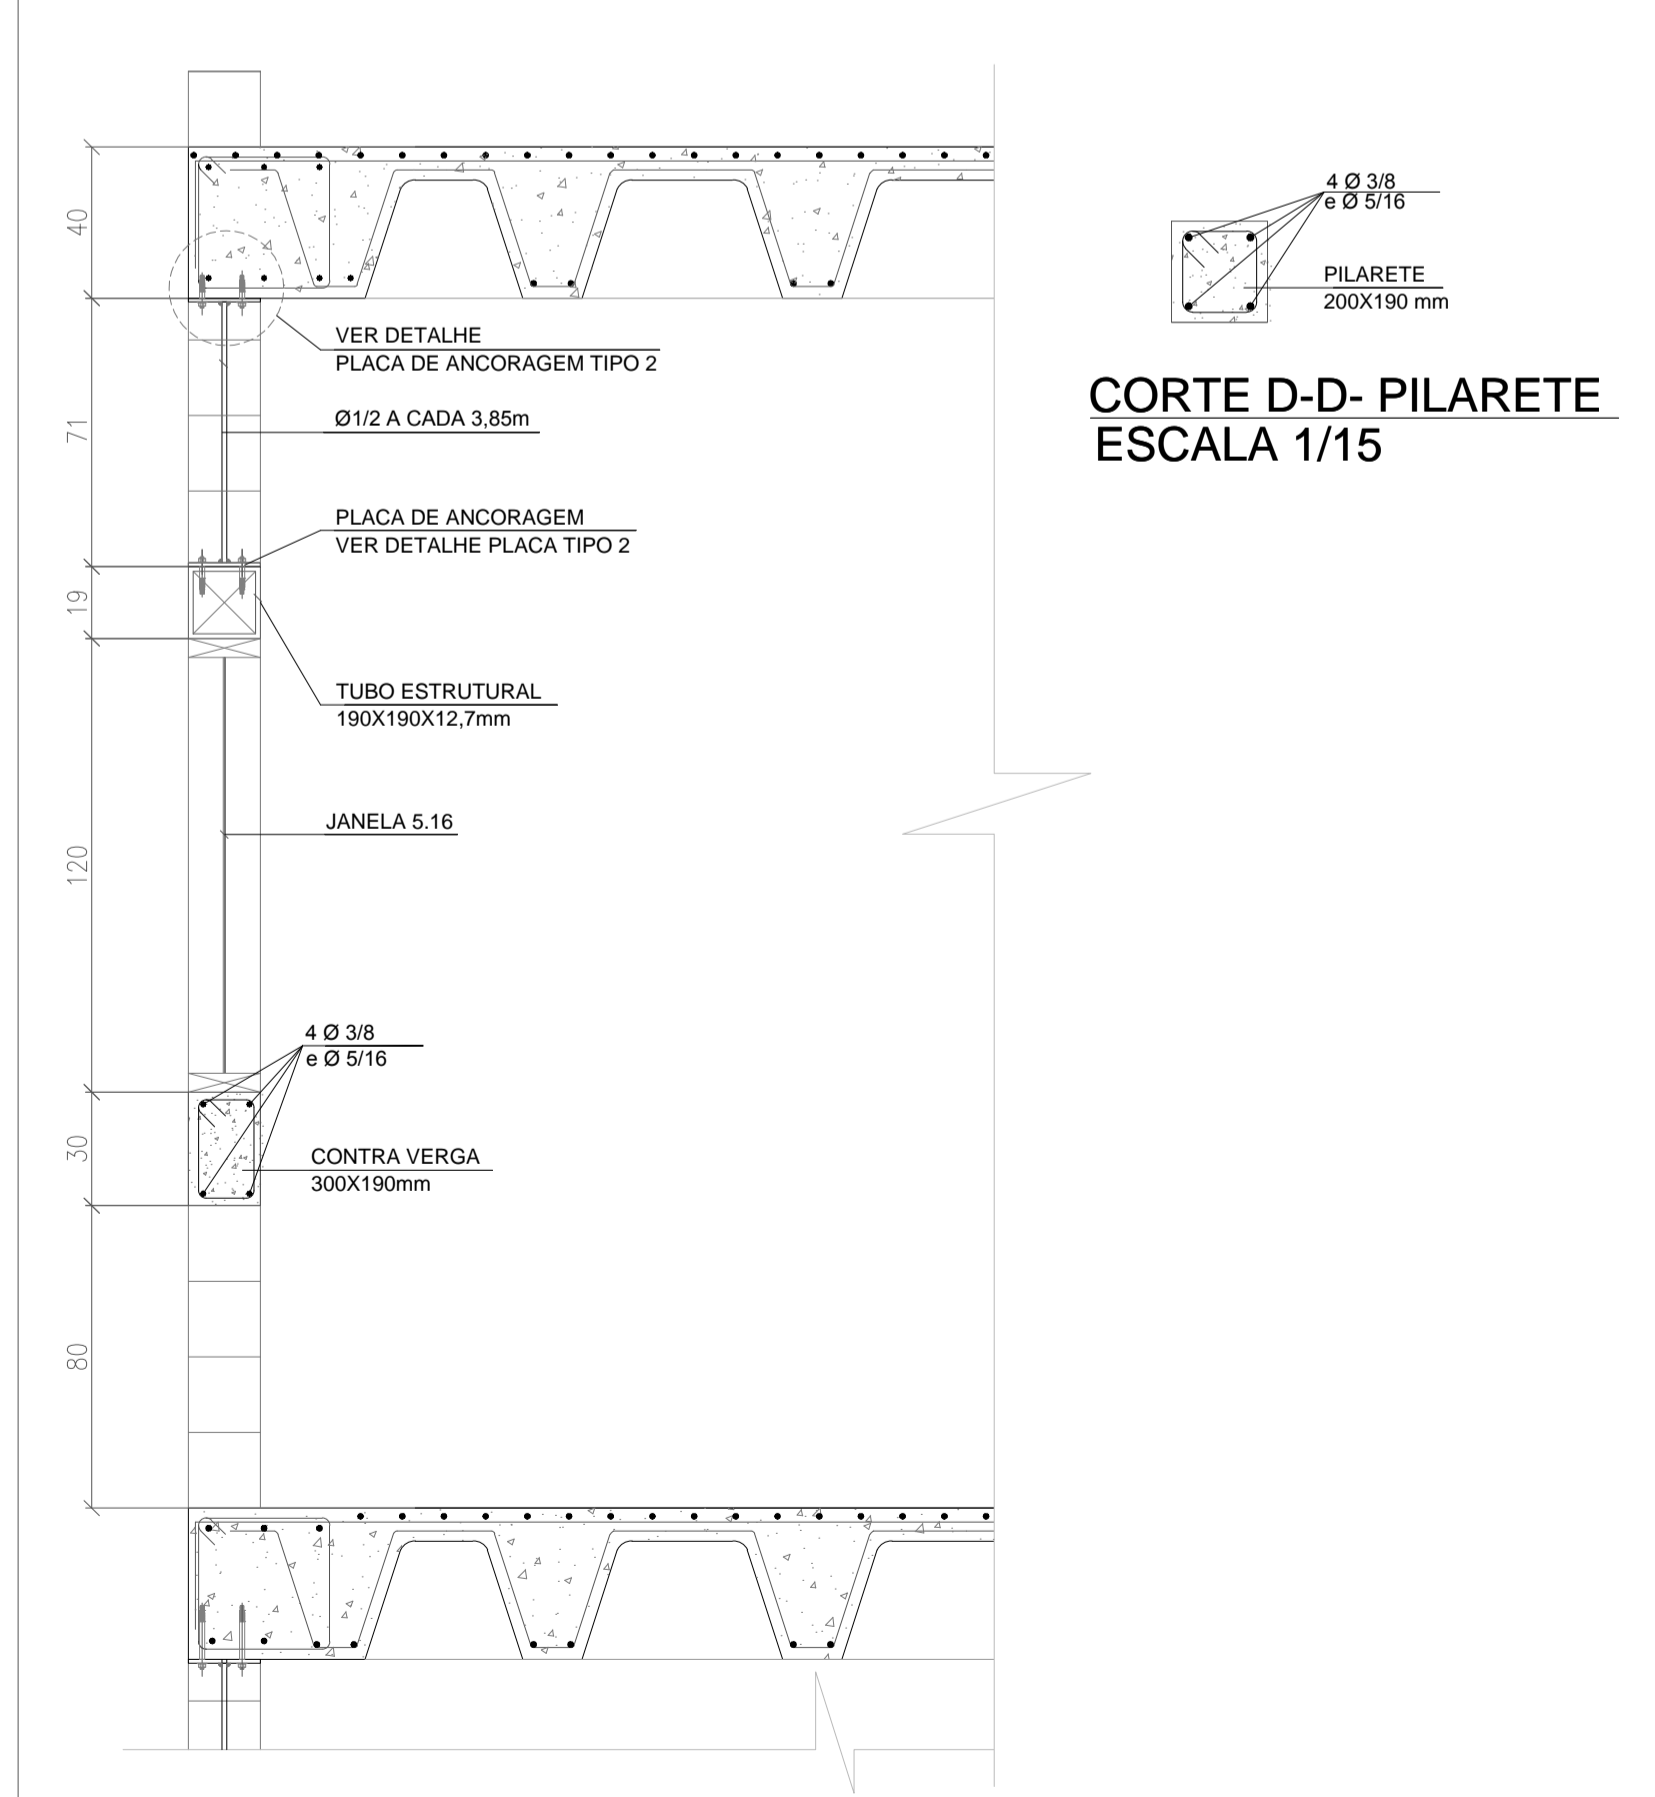 40
71
19
120
30
80
VER DETALHE
PLACA DE ANCORAGEM TIPO 2
Ø1/2 A CADA 3,85m
PLACA DE ANCORAGEM
VER DETALHE PLACA TIPO 2
TUBO ESTRUTURAL
190X190X12,7mm
JANELA 5.16
4 Ø 3/8
e Ø 5/16
CONTRA VERGA
300X190mm
4 Ø 3/8
e Ø 5/16
PILARETE
200X190 mm
CORTE D-D- PILARETE
ESCALA 1/15